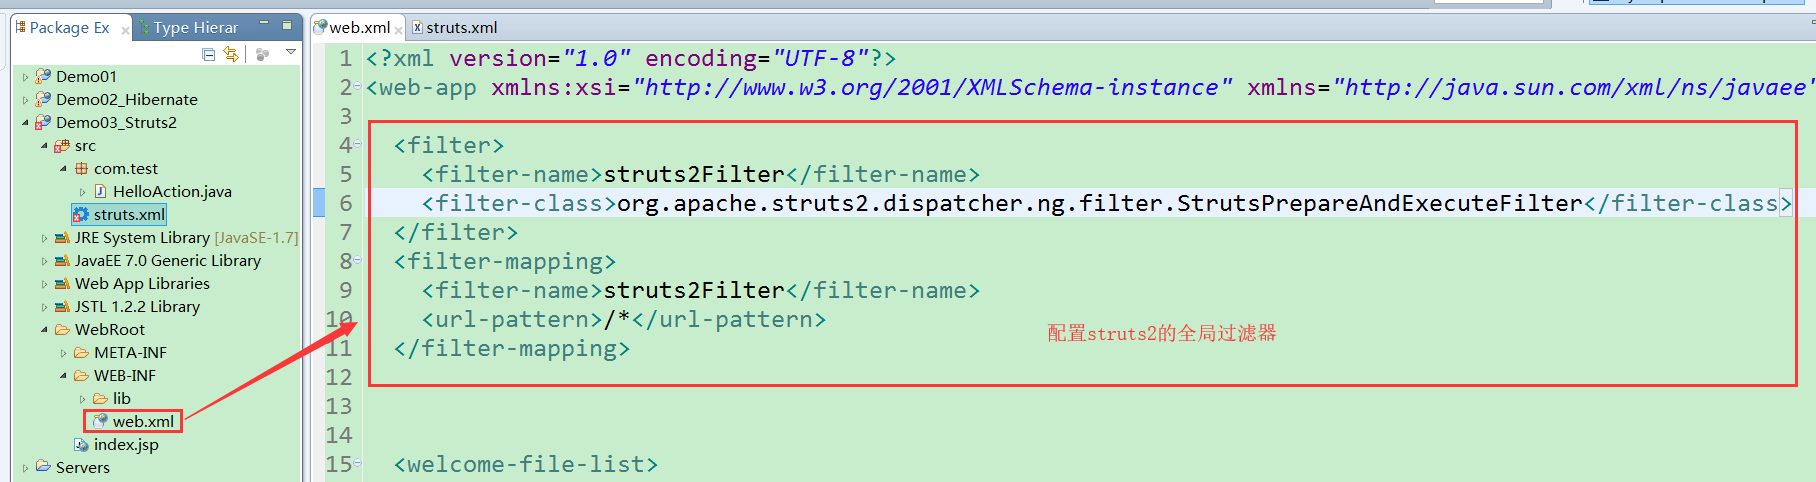 Package Ex
Type Hierar
Demo01
Demo02_Hibernate
Demo03_Struts2
src
com.test
HelloAction.java
struts.xml
JRE System Library [JavaSE-1.7]
JavaEE 7.0 Generic Library
Web App Libraries
JSTL 1.2.2 Library
WebRoot
META-INF
WEB-INF
lib
web.xml
index.jsp
Servers
web.xml
struts.xml
1 <?xml version="1.0" encoding="UTF-8"?>
2 <web-app xmlns:xsi="http://www.w3.org/2001/XMLSchema-instance" xmlns="http://java.sun.com/xml/ns/javaee"
3
4 <filter>
5 <filter-name>struts2Filter</filter-name>
6 <filter-class>org.apache.struts2.dispatcher.ng.filter.StrutsPrepareAndExecuteFilter</filter-class>
7 </filter>
8 <filter-mapping>
9 <filter-name>struts2Filter</filter-name>
10 <url-pattern>/*</url-pattern>
配置struts2的全局过滤器
11 </filter-mapping>
12
13
14
15 <welcome-file-list>